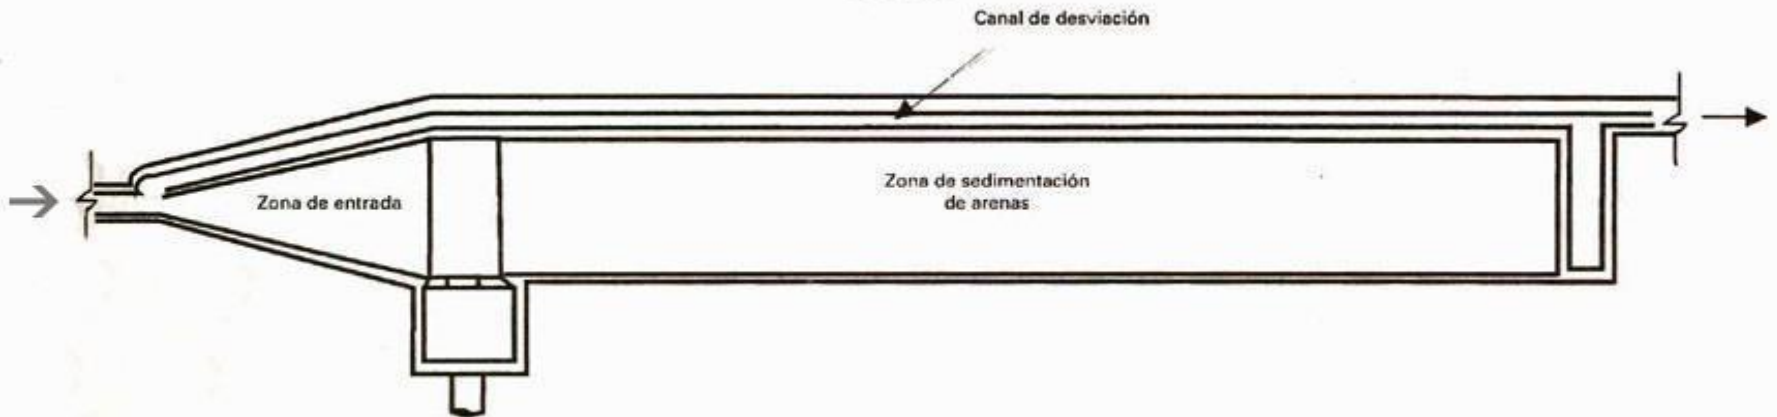 Canal de desviación
Zona de entrada
Zona de sedimentación
de arenas